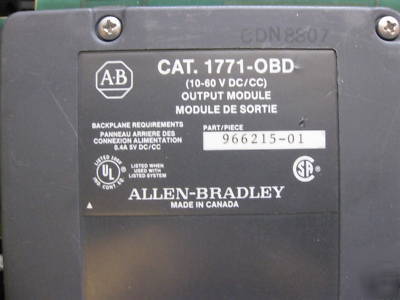 CDN8807
A-B
CAT. 1771-OBD
(10-60 V DC/CC)
OUTPUT MODULE
MODULE DE SORTIE
BACKPLANE REQUIREMENTS
PANNEAU ARRIERE DES
CONNEXION ALIMENTATION
0.4A 5V DC/CC
PART/PIECE
966215-01
UL
LISTED WHEN
USED WITH
LISTED SYSTEM
SA
ALLEN-BRADLEY
MADE IN CANADA